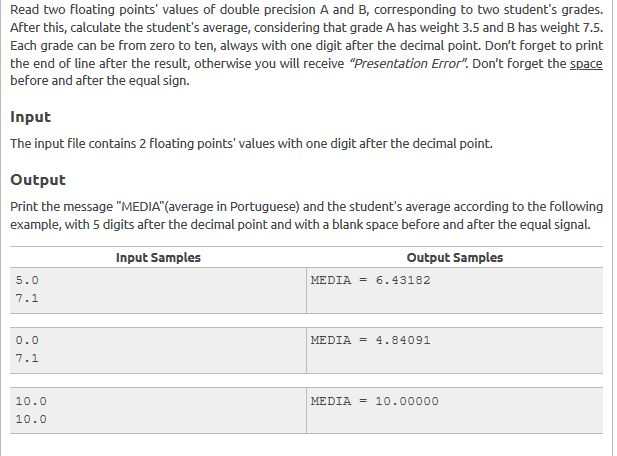 Read two floating points' values of double precision A and B, corresponding to two student's grades.
After this, calculate the student's average, considering that grade A has weight 3.5 and B has weight 7.5.
Each grade can be from zero to ten, always with one digit after the decimal point. Don't forget to print
the end of line after the result, otherwise you will receive “Presentation Error”. Don't forget the space
before and after the equal sign.
Input
The input file contains 2 floating points' values with one digit after the decimal point.
Output
Print the message "MEDIA"(average in Portuguese) and the student's average according to the following
example, with 5 digits after the decimal point and with a blank space before and after the equal signal.
Input Samples Output Samples
5.0 MEDIA = 6.43182
7.1
0.0 MEDIA = 4.84091
7.1
10.0 MEDIA = 10.00000
10.0